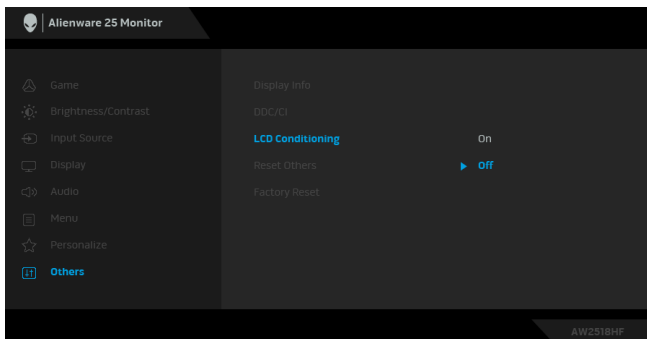 Alienware 25 Monitor
Game
Display Info
Brightness/Contrast
DDC/CI
Input Source
LCD Conditioning
On
Display
Reset Others
Off
Audio
Factory Reset
Menu
Personalize
Others
AW2518HF